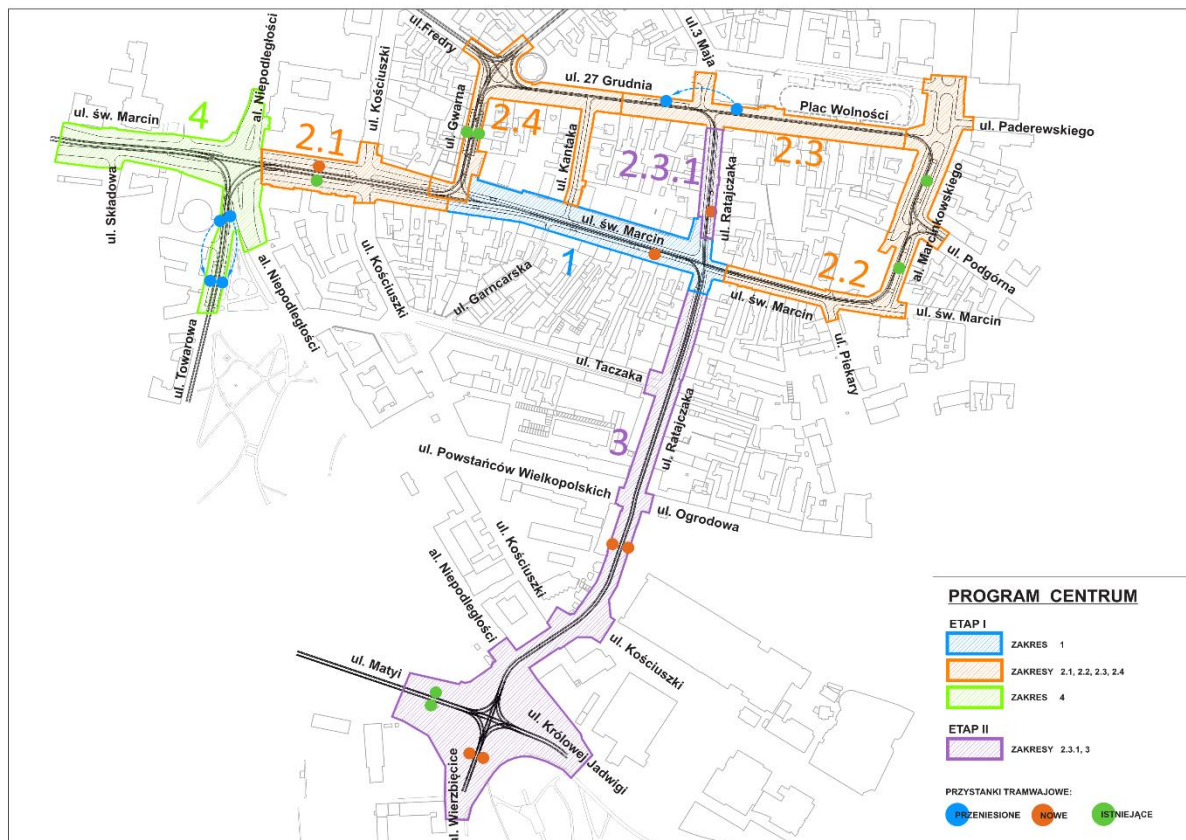 ul.Fredry
al. Niepodległości
ul. Kościuszki
ul.3 Maja
ul. 27 Grudnia
Plac Wolności
ul. św. Marcin
4
2.1
ul. Gwarna
2.4
ul. Kantaka
2.3.1
2.3
ul. Paderewskiego
ul. Ratajczaka
ul. Składowa
ul. św. Marcin
1
al. Marcinkowskiego
ul. Podgórna
2.2
al. Niepodległości
ul. Kościuszki
ul. Garncarska
ul. św. Marcin
ul. św. Marcin
ul. Towarowa
ul. Taczaka
ul. Piekary
ul. Ratajczaka
3
ul. Powstańców Wielkopolskich
ul. Ogrodowa
ul. Kościuszki
al. Niepodległości
ul. Kościuszki
ul. Matyi
ul. Królowej Jadwigi
al. Wierzbięcice
PROGRAM CENTRUM
ETAP I
ZAKRES 1
ZAKRESY 2.1, 2.2, 2.3, 2.4
ZAKRES 4
ETAP II
ZAKRESY 2.3.1, 3
PRZYSTANKI TRAMWAJOWE:
PRZENIESIONE NOWE ISTNIEJĄCE